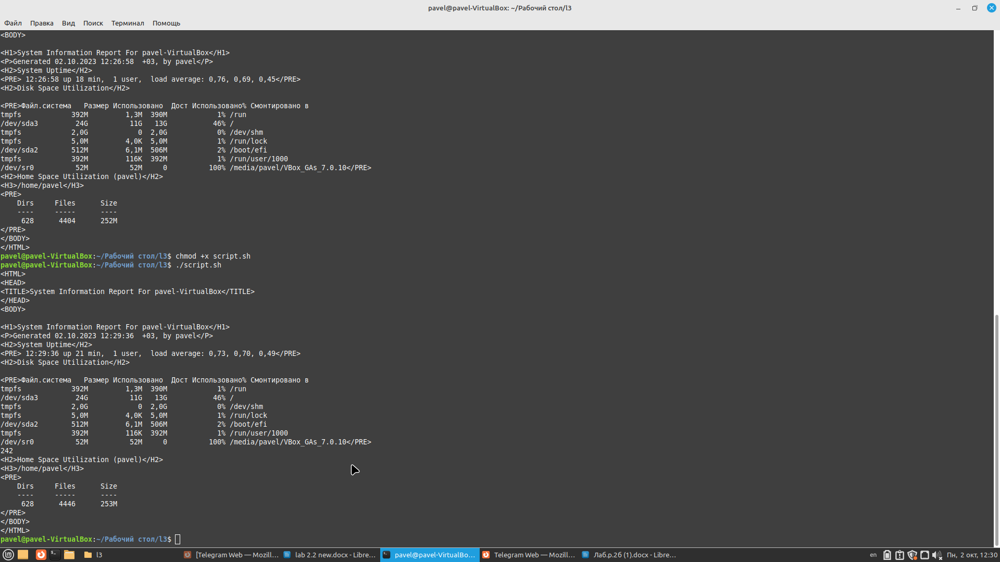 pavel@pavel-VirtualBox: ~/Рабочий стол/l3
Файл Правка Вид Поиск Терминал Помощь
<BODY>
<H1>System Information Report For pavel-VirtualBox</H1>
<P>Generated 02.10.2023 12:26:58  +03, by pavel</P>
<H2>System Uptime</H2>
<PRE> 12:26:58 up 18 min,  1 user,  load average: 0,76, 0,69, 0,45</PRE>
<H2>Disk Space Utilization</H2>
<PRE>Файл.система   Размер Использовано  Дост Использовано% Смонтировано в
tmpfs            392M         1,3M  390M            1% /run
/dev/sda3         24G          11G   13G           46% /
tmpfs            2,0G            0  2,0G            0% /dev/shm
tmpfs            5,0M         4,0K  5,0M            1% /run/lock
/dev/sda2        512M         6,1M  506M            2% /boot/efi
tmpfs            392M         116K  392M            1% /run/user/1000
/dev/sr0          52M          52M     0          100% /media/pavel/VBox_GAs_7.0.10</PRE>
<H2>Home Space Utilization (pavel)</H2>
<H3>/home/pavel</H3>
<PRE>
    Dirs     Files      Size
    ----     -----      ----
     628      4404      252M
</PRE>
</BODY>
</HTML>
pavel@pavel-VirtualBox:~/Рабочий стол/l3$ chmod +x script.sh
pavel@pavel-VirtualBox:~/Рабочий стол/l3$ ./script.sh
<HTML>
<HEAD>
<TITLE>System Information Report For pavel-VirtualBox</TITLE>
</HEAD>
<BODY>
<H1>System Information Report For pavel-VirtualBox</H1>
<P>Generated 02.10.2023 12:29:36  +03, by pavel</P>
<H2>System Uptime</H2>
<PRE> 12:29:36 up 21 min,  1 user,  load average: 0,73, 0,70, 0,49</PRE>
<H2>Disk Space Utilization</H2>
<PRE>Файл.система   Размер Использовано  Дост Использовано% Смонтировано в
tmpfs            392M         1,3M  390M            1% /run
/dev/sda3         24G          11G   13G           46% /
tmpfs            2,0G            0  2,0G            0% /dev/shm
tmpfs            5,0M         4,0K  5,0M            1% /run/lock
/dev/sda2        512M         6,1M  506M            2% /boot/efi
tmpfs            392M         116K  392M            1% /run/user/1000
/dev/sr0          52M          52M     0          100% /media/pavel/VBox_GAs_7.0.10</PRE>
242
<H2>Home Space Utilization (pavel)</H2>
<H3>/home/pavel</H3>
<PRE>
    Dirs     Files      Size
    ----     -----      ----
     628      4446      253M
</PRE>
</BODY>
</HTML>
pavel@pavel-VirtualBox:~/Рабочий стол/l3$
l3 [Telegram Web — Mozill... lab 2.2 new.docx - Libre... pavel@pavel-VirtualBo... Telegram Web — Mozill... Лаб.р.2б (1).docx - Libre... en Пн, 2 окт, 12:30